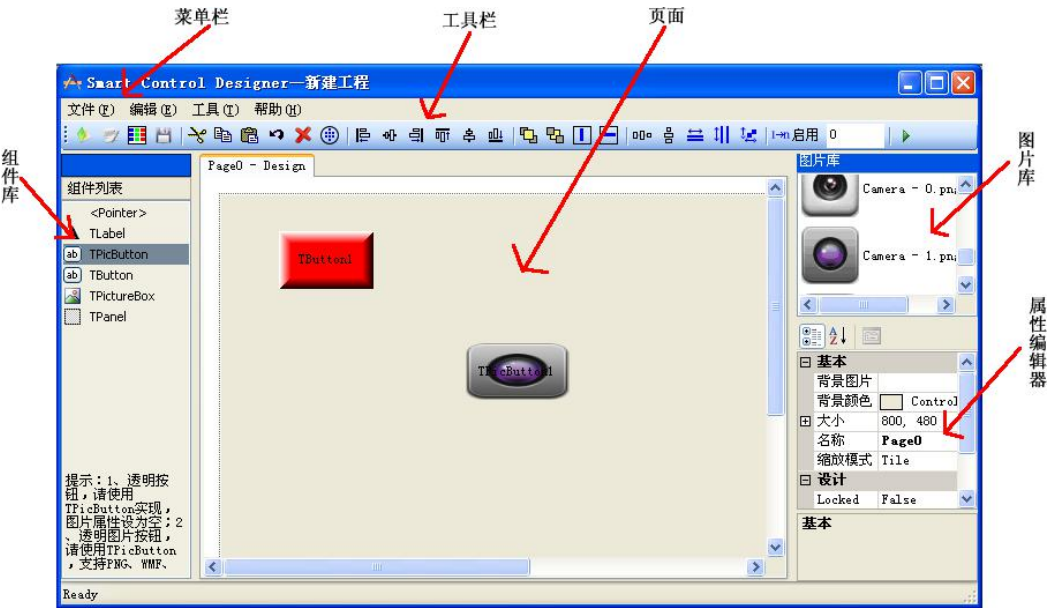 菜单栏
工具栏
页面
Smart Control Designer—新建工程
文件(F) 编辑(E) 工具(T) 帮助(H)
启用 0
组件库
组件列表
<Pointer>
TLabel
TPicButton
TButton
TPictureBox
TPanel
提示：1、透明按
钮，请使用
TPicButton实现，
图片属性设为空；2
、透明图片按钮，
请使用TPicButton
，支持PNG、WMF、
Page0 - Design
TButton1
TPicButton1
图片库
Camera - 0.png
Camera - 1.png
图片库
属性编辑器
基本
背景图片
背景颜色 Control
大小 800, 480
名称 Page0
缩放模式 Tile
设计
Locked False
基本
Ready